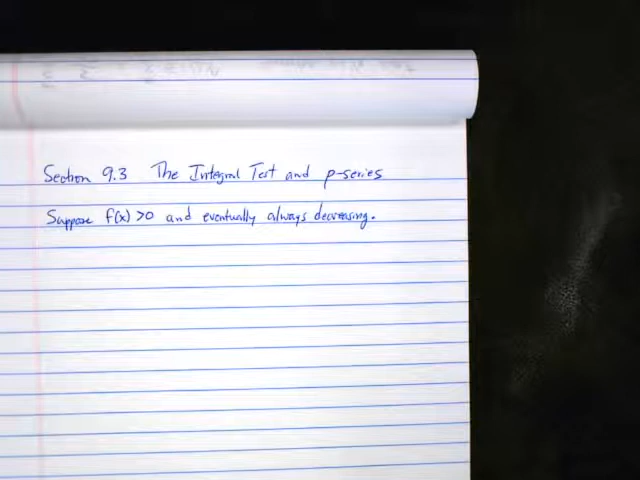 Section 9.3 The Integral Test and p-series
Suppose f(x) > 0 and eventually always decreasing.